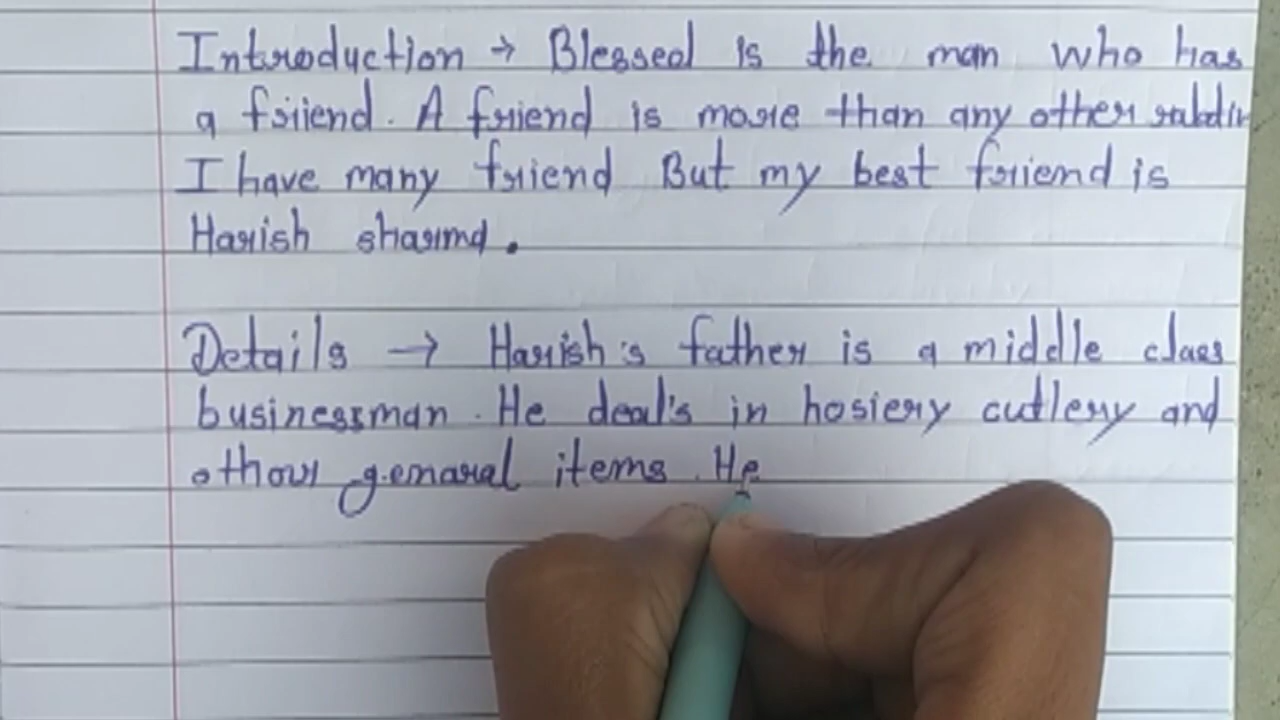 Introduction → Blessed is the man who has
a friend. A friend is more than any other
I have many friend But my best friend is
Harish sharma.
Details → Harish's father is a middle class
businessman. He deal's in hosiery cutlery and
othour genaral items. He